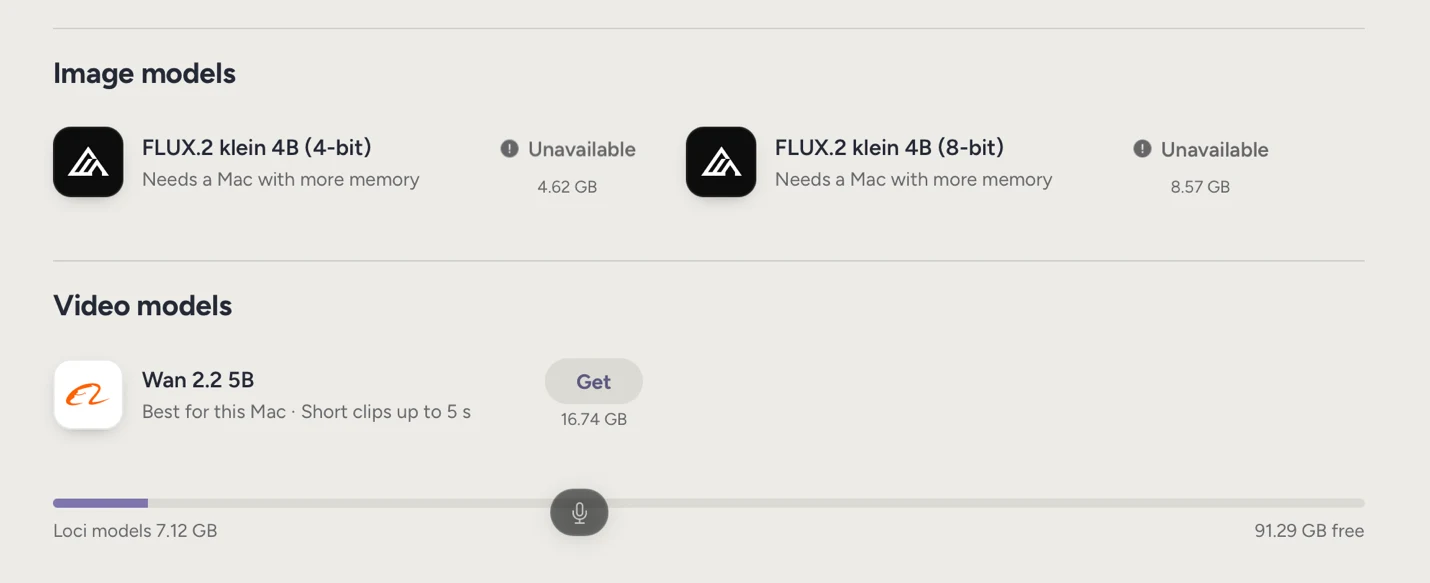 Image models
FLUX.2 klein 4B (4-bit)
Needs a Mac with more memory
Unavailable
4.62 GB
FLUX.2 klein 4B (8-bit)
Needs a Mac with more memory
Unavailable
8.57 GB
Video models
Wan 2.2 5B
Best for this Mac · Short clips up to 5 s
Get
16.74 GB
Loci models 7.12 GB
91.29 GB free